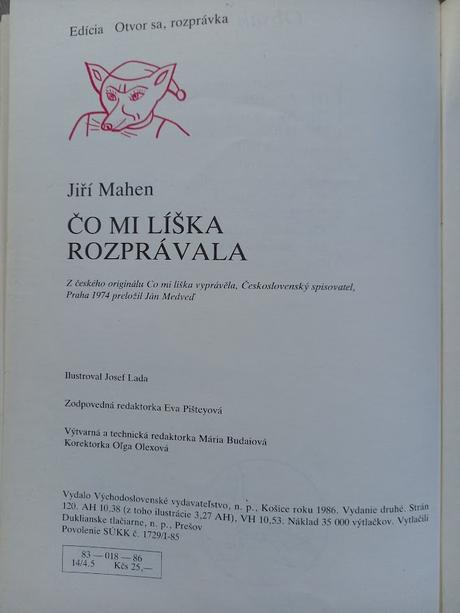 Edícia Otvor sa, rozprávka
Jiří Mahen
ČO MI LÍŠKA
ROZPRÁVALA
Z českého originálu Co mi liška vyprávěla, Československý spisovatel,
Praha 1974 preložil Ján Medveď
Ilustroval Josef Lada
Zodpovedná redaktorka Eva Pišteyová
Výtvarná a technická redaktorka Mária Budaiová
Korektorka Oľga Olexová
Vydalo Východoslovenské vydavateľstvo, n. p., Košice roku 1986. Vydanie druhé. Strán
120. AH 10,38 (z toho ilustrácie 3,27 AH), VH 10,53. Náklad 35 000 výtlačkov. Vytlačili
Duklianske tlačiarne, n. p., Prešov
Povolenie SÚKK č. 1729/I-85
83 — 018 — 86
14/4.5 Kčs 25,—